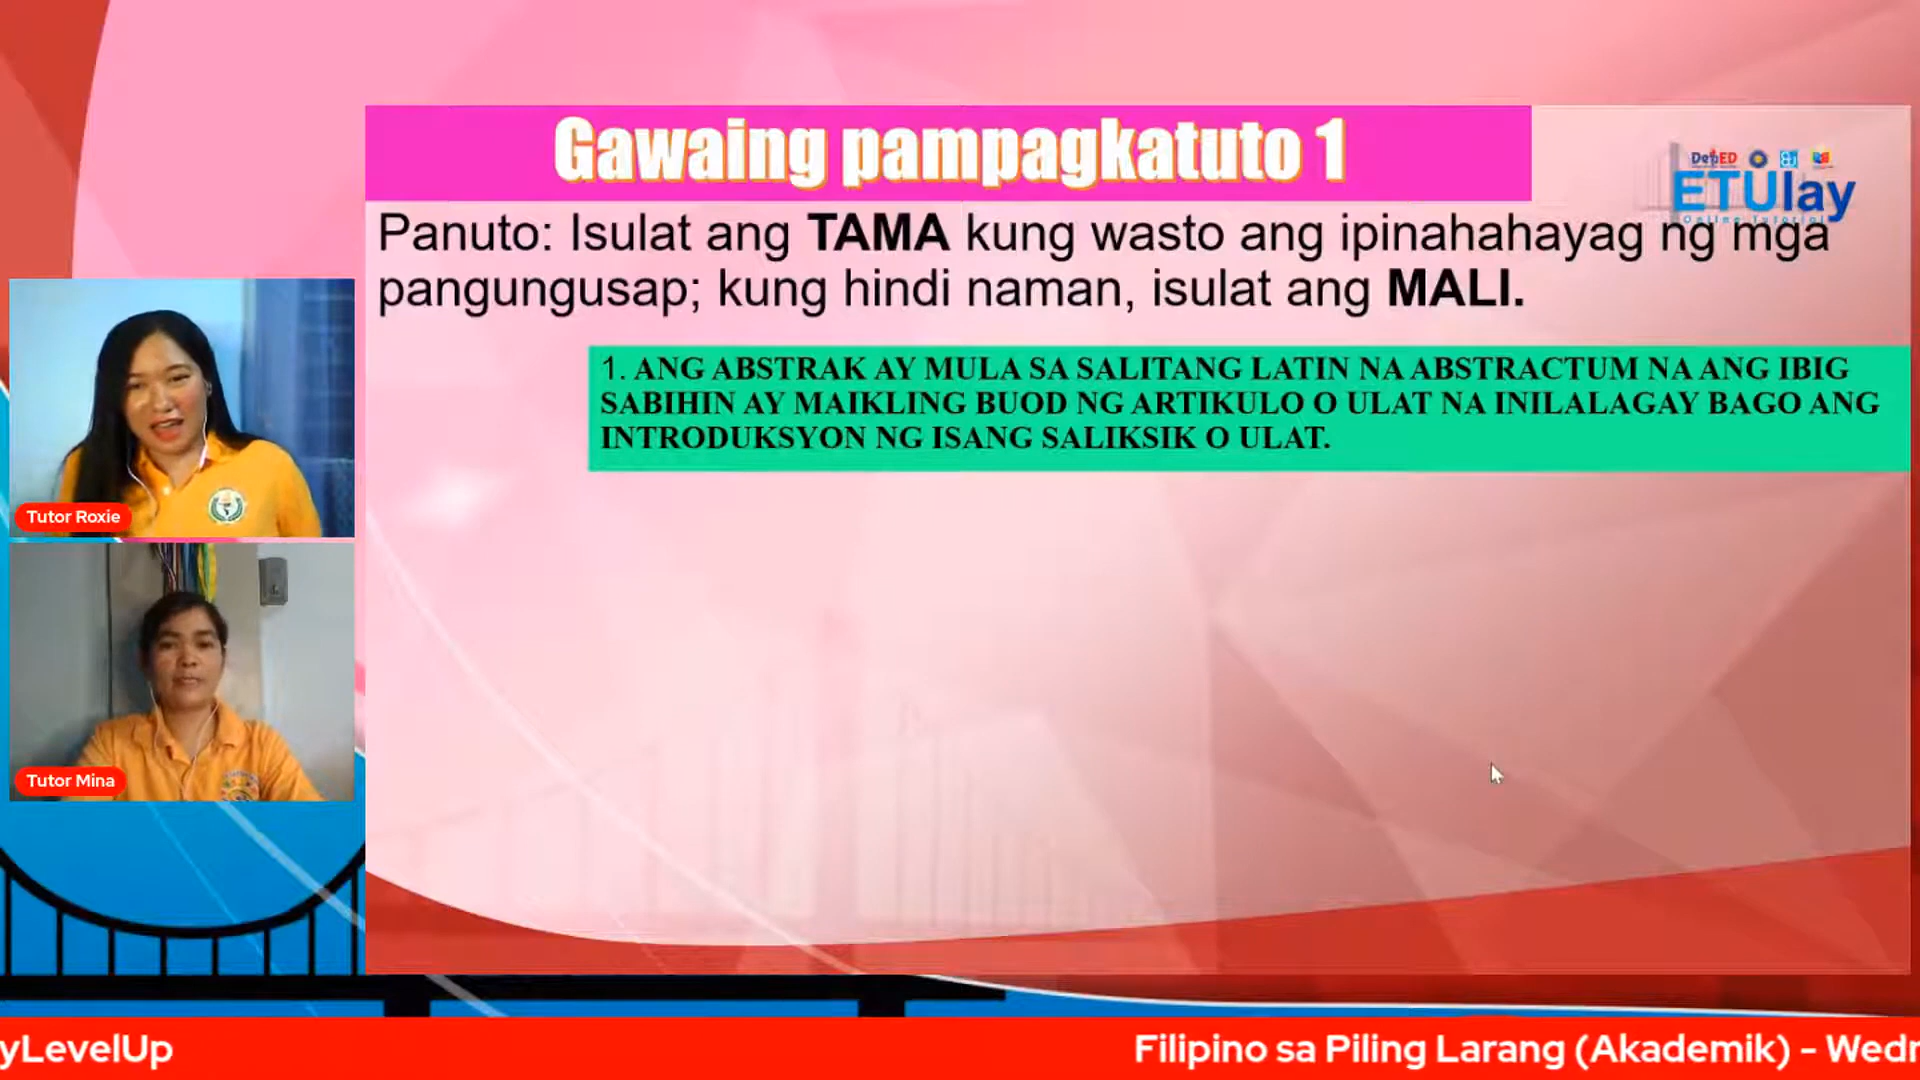 Gawaing pampagkatuto 1
DepED
ETUlay
Online Tutorial
Panuto: Isulat ang TAMA kung wasto ang ipinahahayag ng mga
pangungusap; kung hindi naman, isulat ang MALI.
1. ANG ABSTRAK AY MULA SA SALITANG LATIN NA ABSTRACTUM NA ANG IBIG
SABIHIN AY MAIKLING BUOD NG ARTIKULO O ULAT NA INILALAGAY BAGO ANG
INTRODUKSYON NG ISANG SALIKSIK O ULAT.
Tutor Roxie
Tutor Mina
yLevelUp
Filipino sa Piling Larang (Akademik) - Wedn